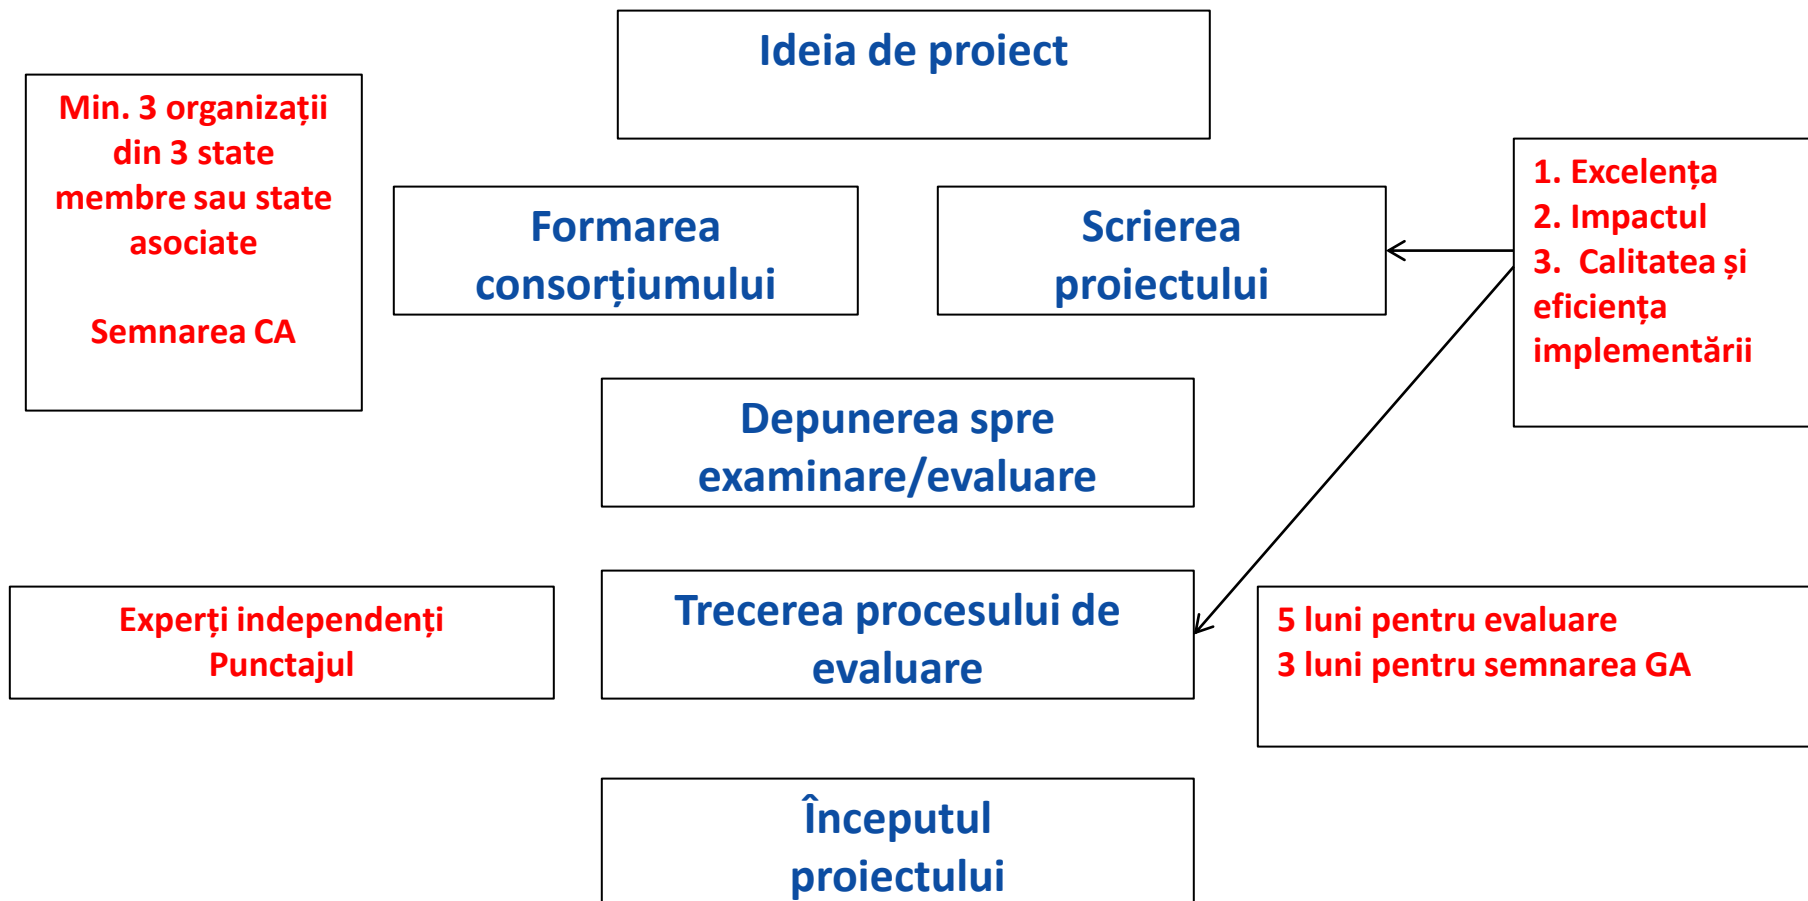 Ideia de proiect
Min. 3 organizații
din 3 state
membre sau state
asociate
Semnarea CA
Formarea
consorțiumului
Scrierea
proiectului
1. Excelența
2. Impactul
3. Calitatea și
eficiența
implementării
Depunerea spre
examinare/evaluare
Experți independenți
Punctajul
Trecerea procesului de
evaluare
5 luni pentru evaluare
3 luni pentru semnarea GA
Începutul
proiectului